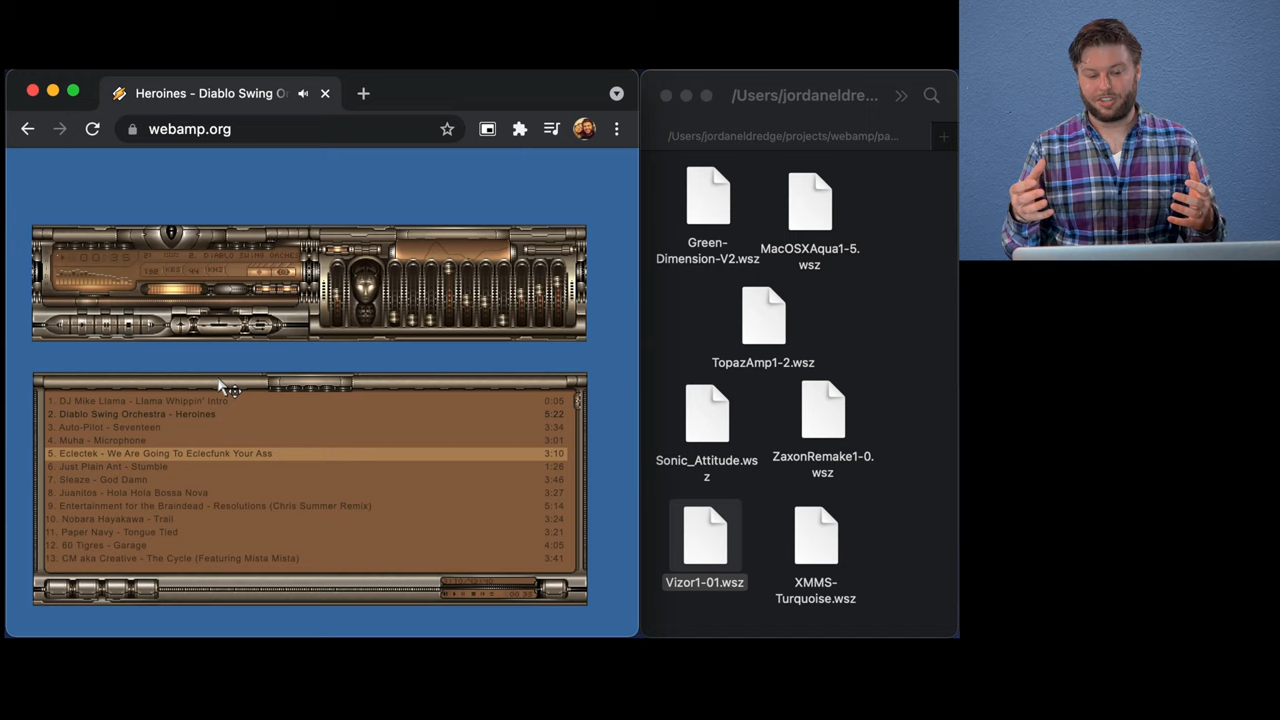 Heroines - Diablo Swing O
webamp.org
/Users/jordaneldre...
/Users/jordaneldredge/projects/webamp/pa...
Green-
Dimension-V2.wsz
MacOSXAqua1-5.
wsz
TopazAmp1-2.wsz
Sonic_Attitude.ws
z
ZaxonRemake1-0.
wsz
Vizor1-01.wsz
XMMS-
Turquoise.wsz
2. DIABLO SWING ORCHES
1. DJ Mike Llama - Llama Whippin' Intro 0:05
2. Diablo Swing Orchestra - Heroines 5:22
3. Auto-Pilot - Seventeen 3:34
4. Muha - Microphone 3:01
5. Eclectek - We Are Going To Eclecfunk Your Ass 3:10
6. Just Plain Ant - Stumble 1:26
7. Sleaze - God Damn 3:46
8. Juanitos - Hola Hola Bossa Nova 3:27
9. Entertainment for the Braindead - Resolutions (Chris Summer Remix) 5:14
10. Nobara Hayakawa - Trail 3:24
11. Paper Navy - Tongue Tied 3:21
12. 60 Tigres - Garage 4:05
13. CM aka Creative - The Cycle (Featuring Mista Mista) 3:41